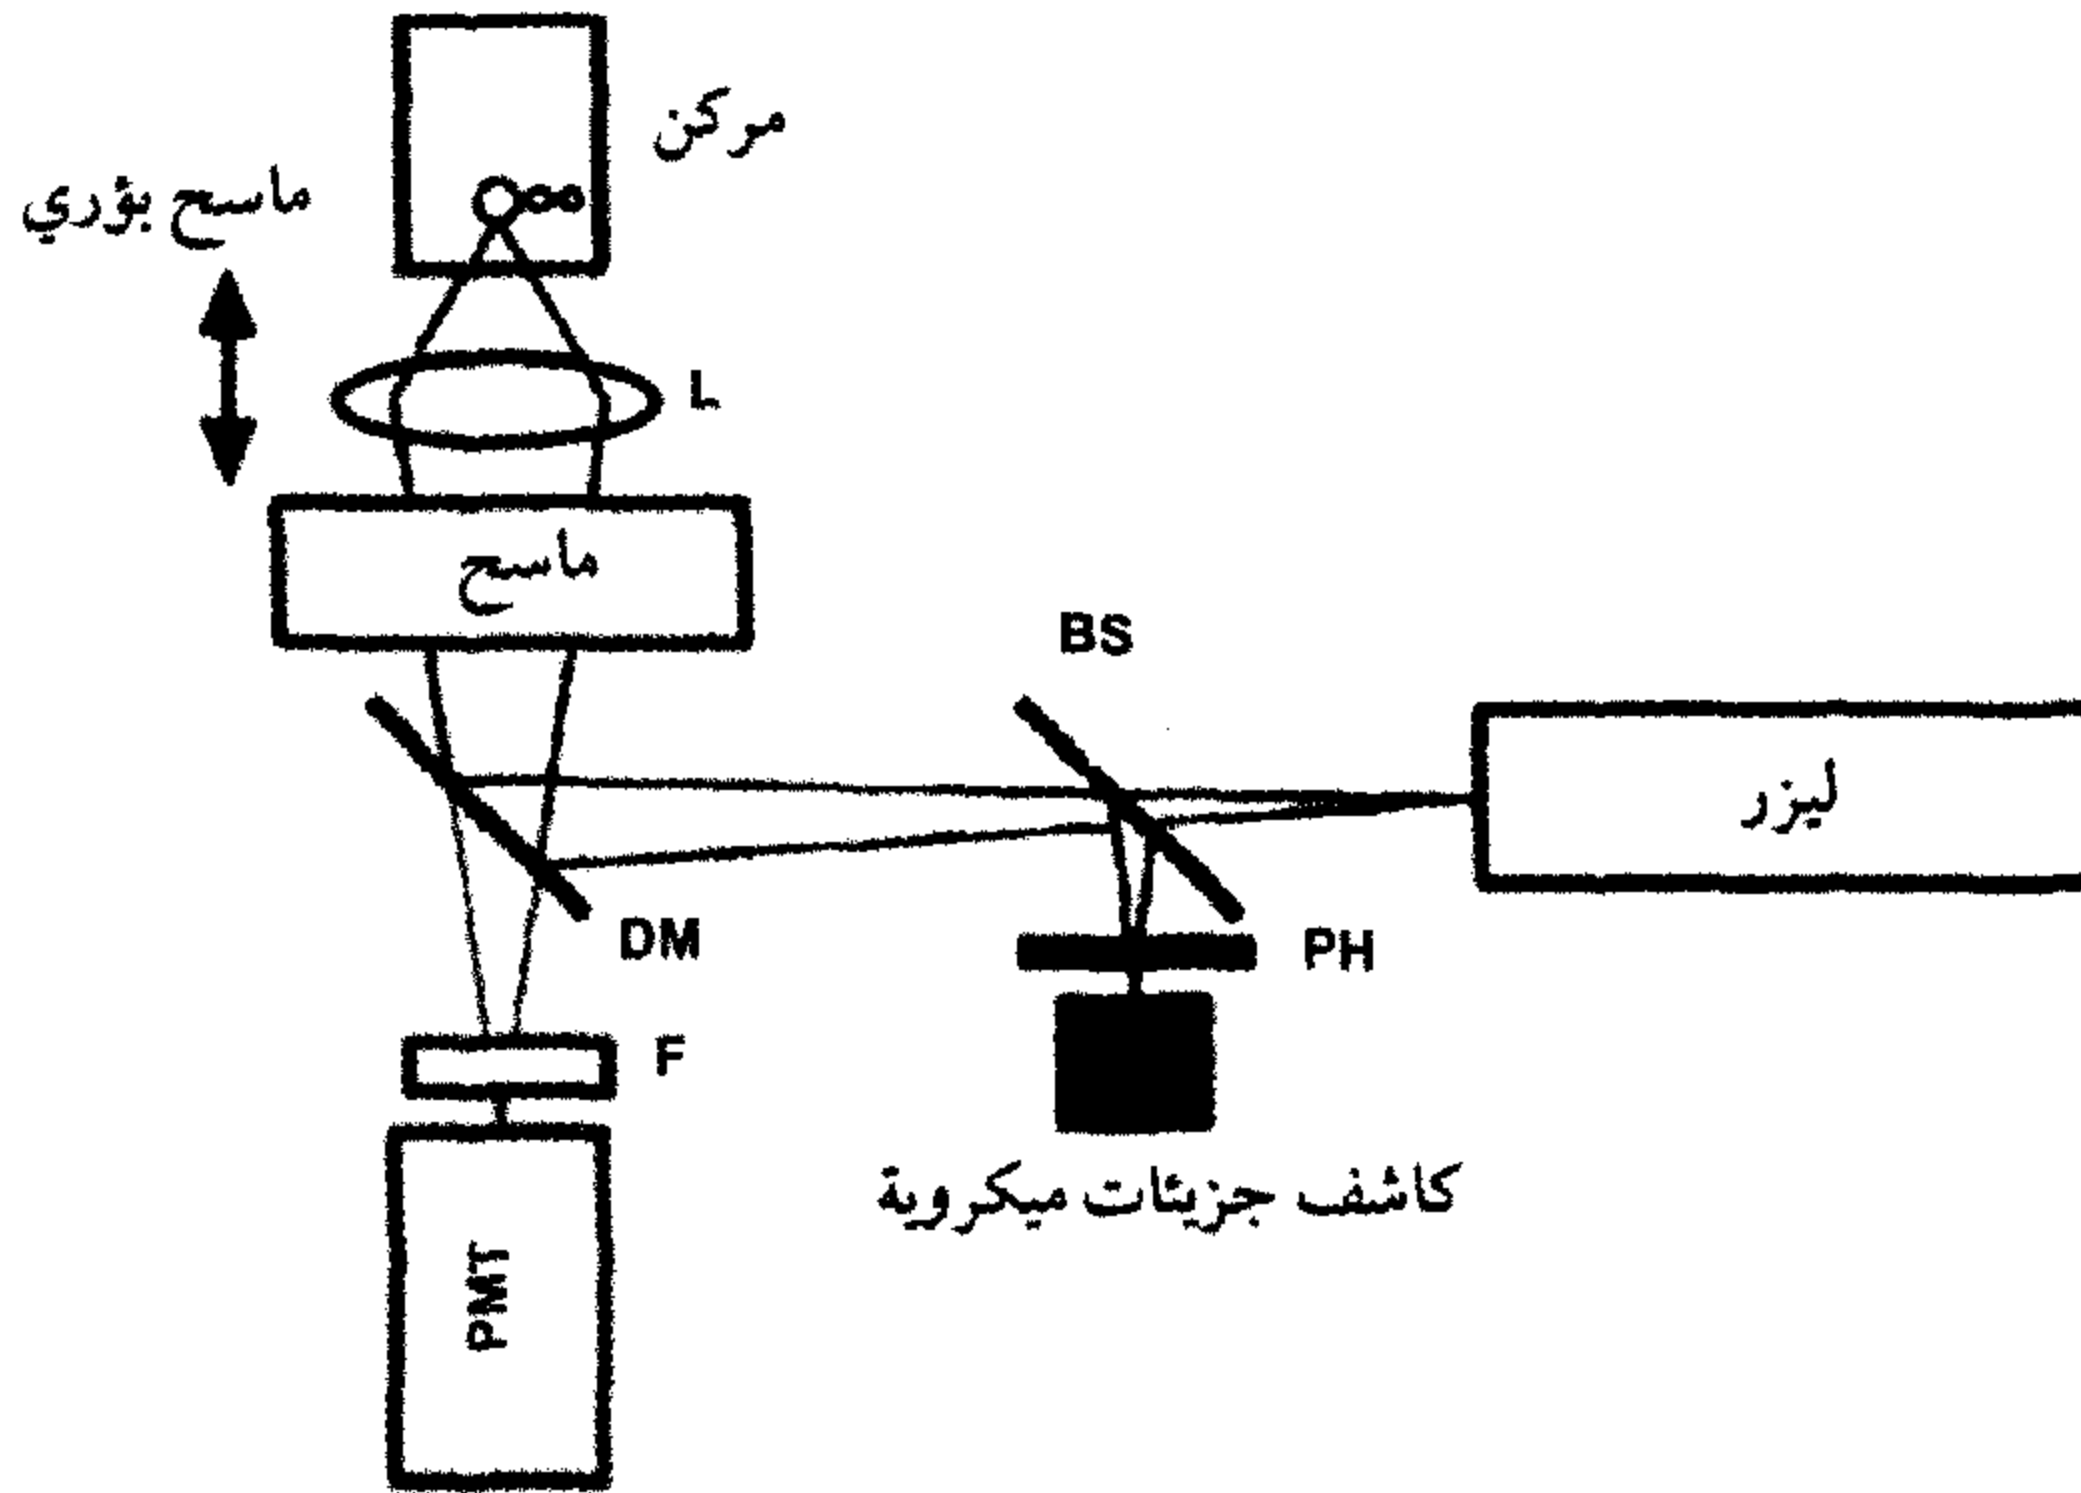 مركن
ماسح بؤري
L
ماسح
BS
ليزر
DM
PH
F
كاشف جزيئات ميكروية
PMT